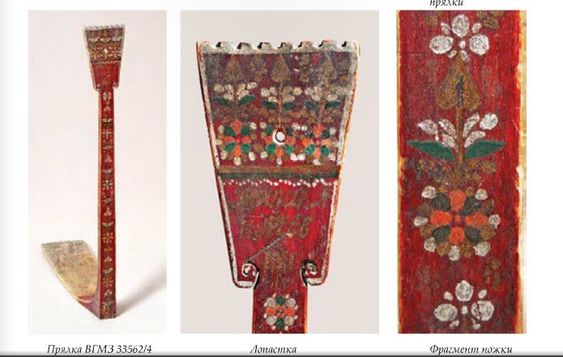 прялки
Прялка ВГМЗ 33562/4
Лопастка
Фрагмент ножки